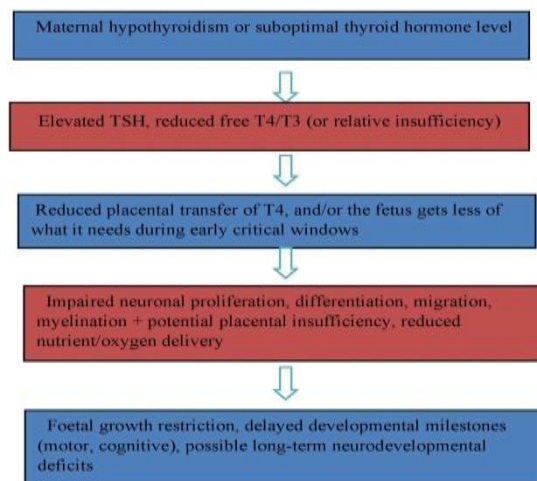 Maternal hypothyroidism or suboptimal thyroid hormone level
Elevated TSH, reduced free T4/T3 (or relative insufficiency)
Reduced placental transfer of T4, and/or the fetus gets less of
what it needs during early critical windows
Impaired neuronal proliferation, differentiation, migration,
myelination + potential placental insufficiency, reduced
nutrient/oxygen delivery
Foetal growth restriction, delayed developmental milestones
(motor, cognitive), possible long-term neurodevelopmental
deficits